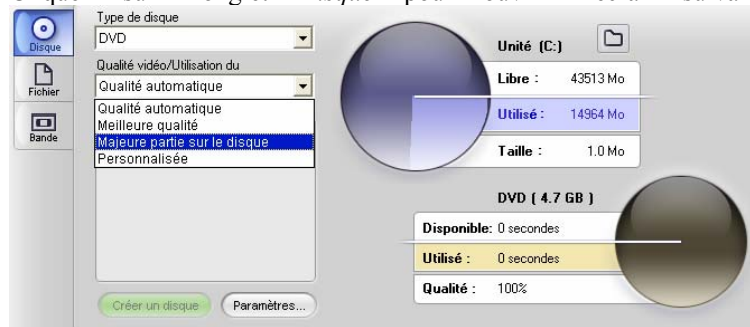 Type de disque
DVD
Qualité vidéo/Utilisation du
Qualité automatique
Qualité automatique
Meilleure qualité
Majeure partie sur le disque
Personnalisée
Disque
Fichier
Bande
Créer un disque
Paramètres...
Unité (C:)
Libre : 43513 Mo
Utilisé : 14964 Mo
Taille : 1.0 Mo
DVD ( 4.7 GB )
Disponible: 0 secondes
Utilisé : 0 secondes
Qualité : 100%